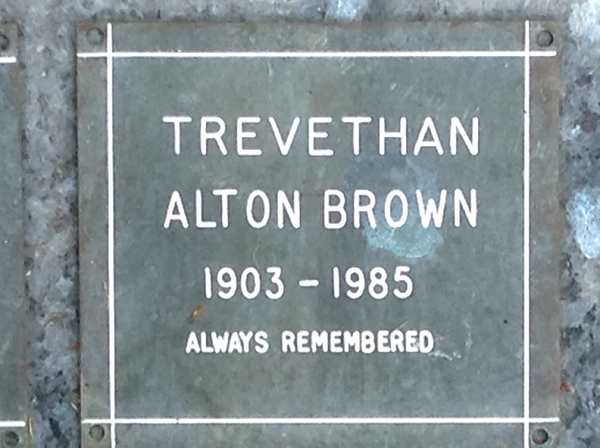 TREVETHAN
ALTON BROWN
1903 - 1985
ALWAYS REMEMBERED